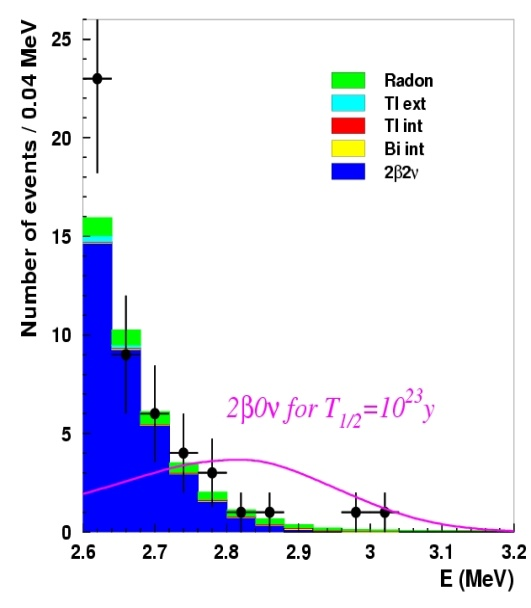 Number of events / 0.04 MeV
25
20
15
10
5
0
Radon
Tl ext
Tl int
Bi int
2β2ν
2β0ν for T1/2=10^23y
2.6 2.7 2.8 2.9 3 3.1 3.2
E (MeV)